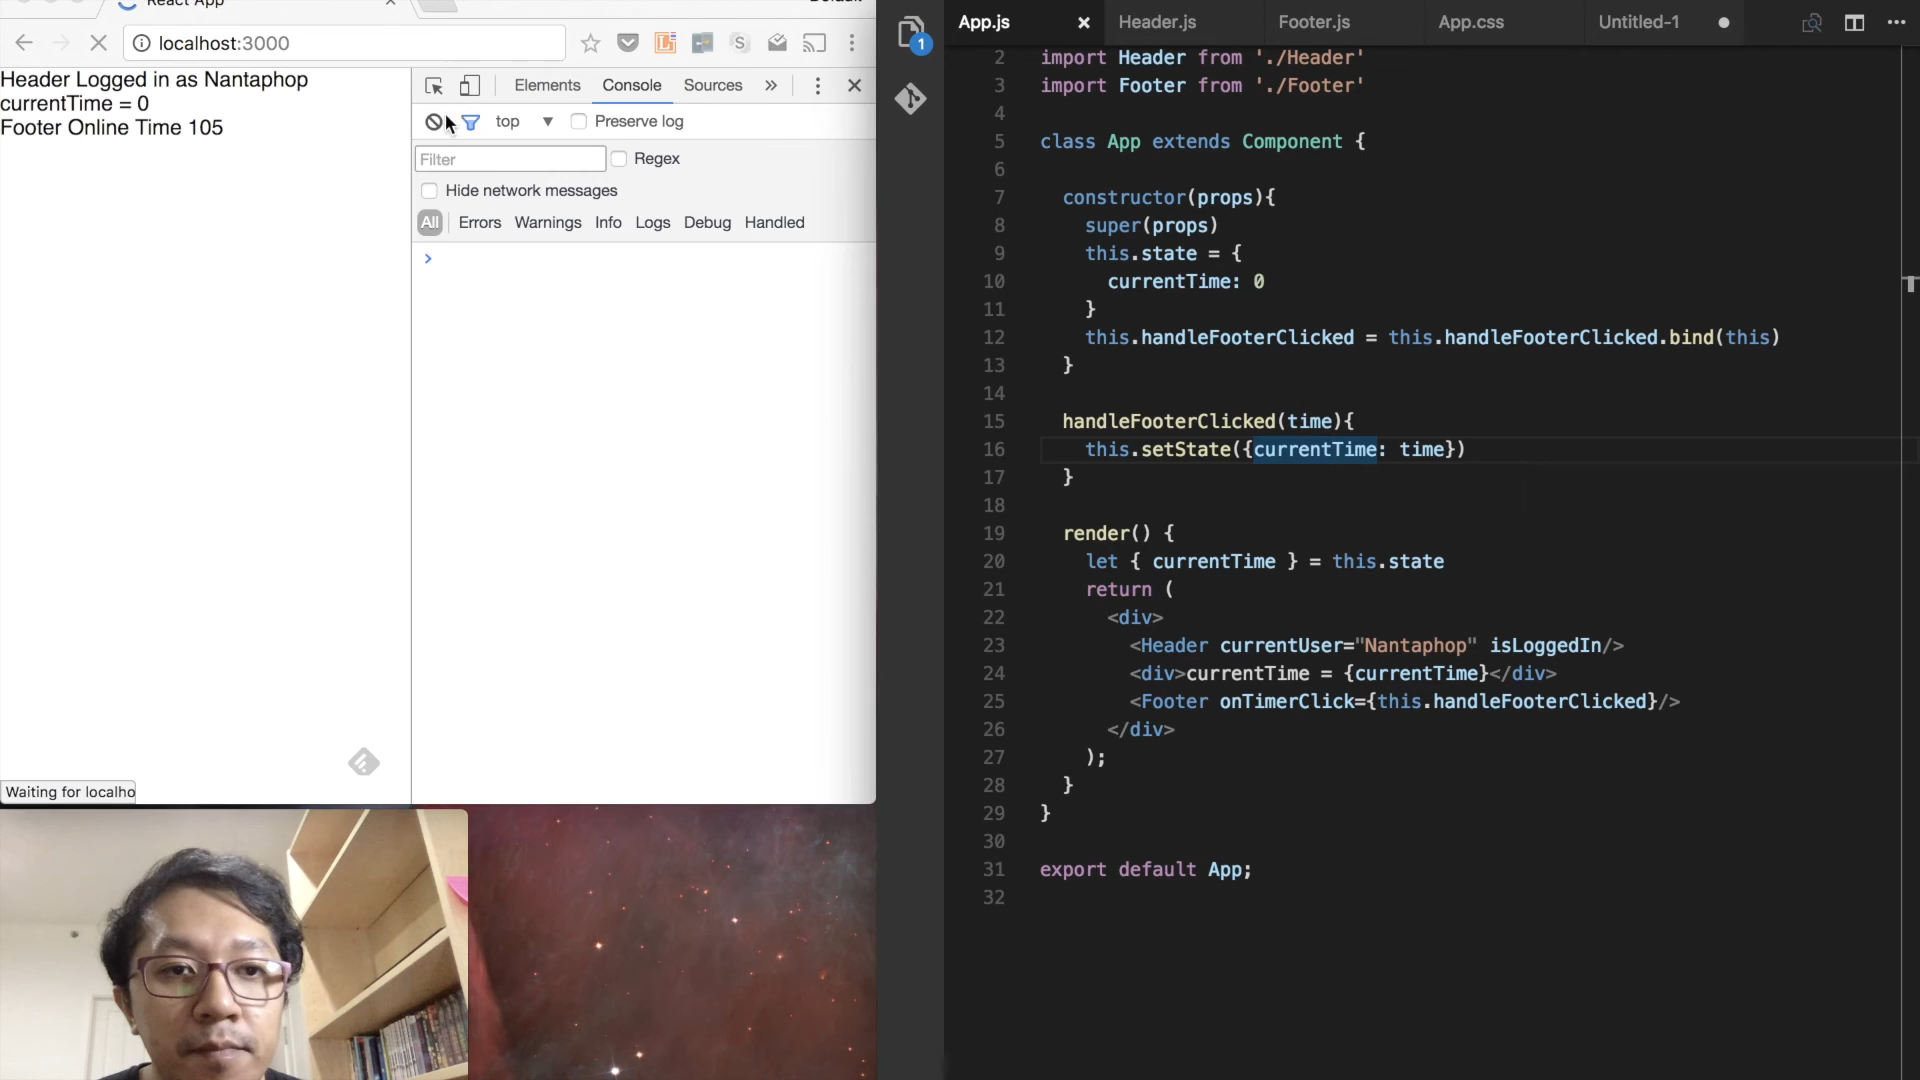 React App
Default
localhost:3000
Header Logged in as Nantaphop
currentTime = 0
Footer Online Time 105
Elements Console Sources »
top Preserve log
Filter Regex
Hide network messages
All Errors Warnings Info Logs Debug Handled
Waiting for localho
1
App.js Header.js Footer.js App.css Untitled-1
2 import Header from './Header'
3 import Footer from './Footer'
4
5 class App extends Component {
6
7 constructor(props){
8 super(props)
9 this.state = {
10 currentTime: 0
11 }
12 this.handleFooterClicked = this.handleFooterClicked.bind(this)
13 }
14
15 handleFooterClicked(time){
16 this.setState({currentTime: time})
17 }
18
19 render() {
20 let { currentTime } = this.state
21 return (
22 <div>
23 <Header currentUser="Nantaphop" isLoggedIn/>
24 <div>currentTime = {currentTime}</div>
25 <Footer onTimerClick={this.handleFooterClicked}/>
26 </div>
27 );
28 }
29 }
30
31 export default App;
32